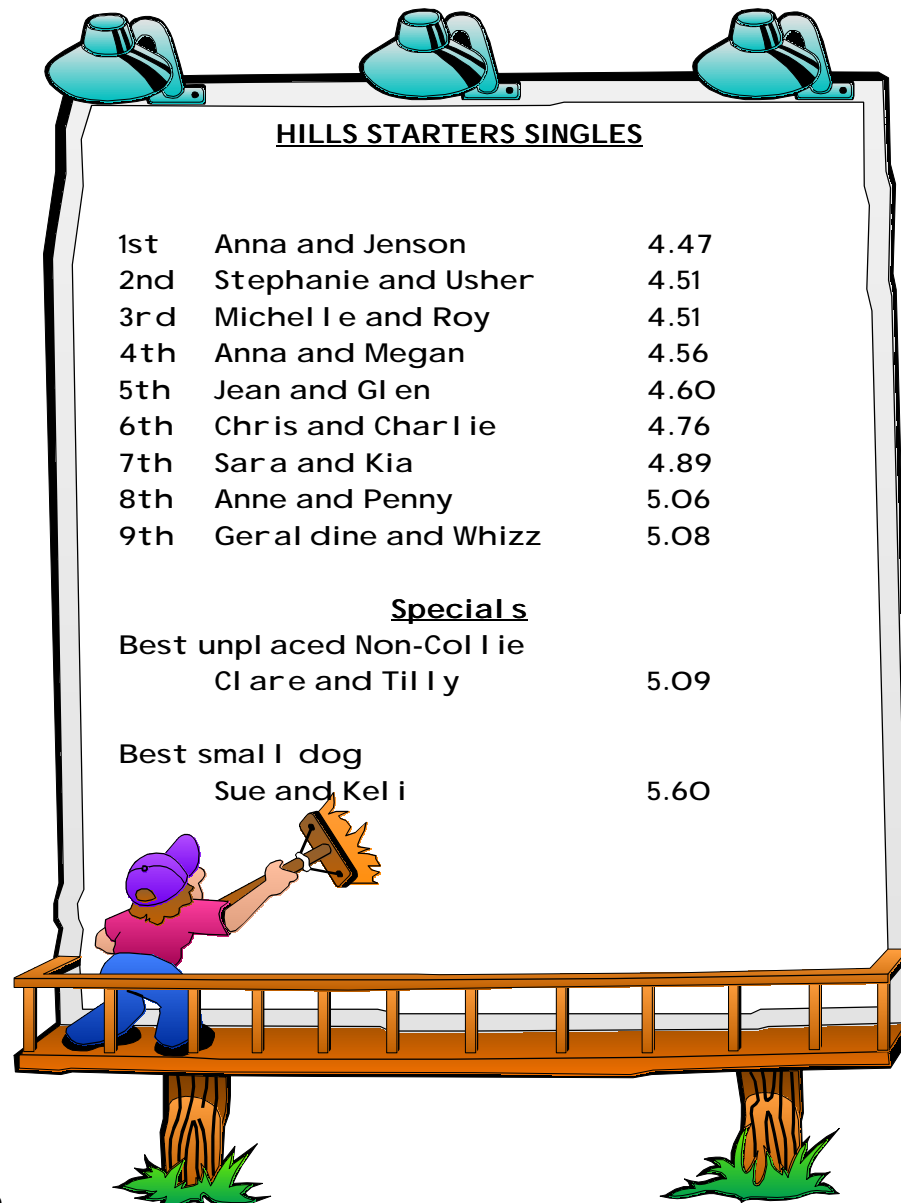 HILLS STARTERS SINGLES
1st Anna and Jenson 4.47
2nd Stephanie and Usher 4.51
3rd Michelle and Roy 4.51
4th Anna and Megan 4.56
5th Jean and Glen 4.60
6th Chris and Charlie 4.76
7th Sara and Kia 4.89
8th Anne and Penny 5.06
9th Geraldine and Whizz 5.08
Specials
Best unplaced Non-Collie
Clare and Tilly 5.09
Best small dog
Sue and Keli 5.60